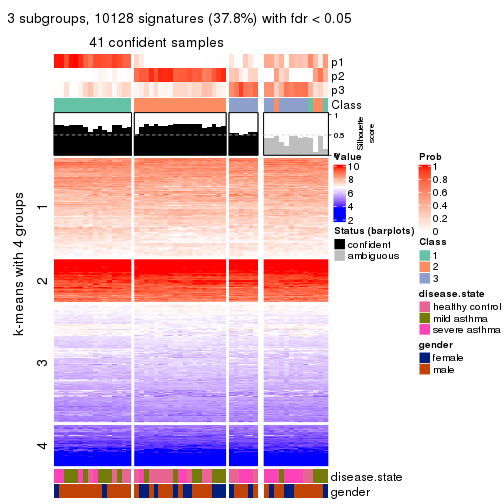 3 subgroups, 10128 signatures (37.8%) with fdr < 0.05
41 confident samples
p1
p2
p3
Class
1
0.5
0
Silhouette
score
k-means with 4 groups
1
2
3
4
disease.state
gender
Value
10
8
6
4
2
Status (barplots)
confident
ambiguous
Prob
1
0.8
0.6
0.4
0.2
0
Class
1
2
3
disease.state
healthy control
mild asthma
severe asthma
gender
female
male